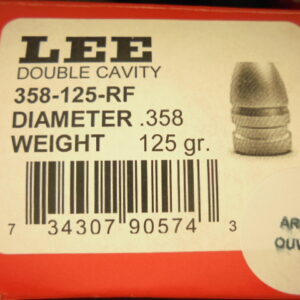 LEE
DOUBLE CAVITY
358-125-RF
DIAMETER .358
WEIGHT 125 gr.
7 34307 90574 3